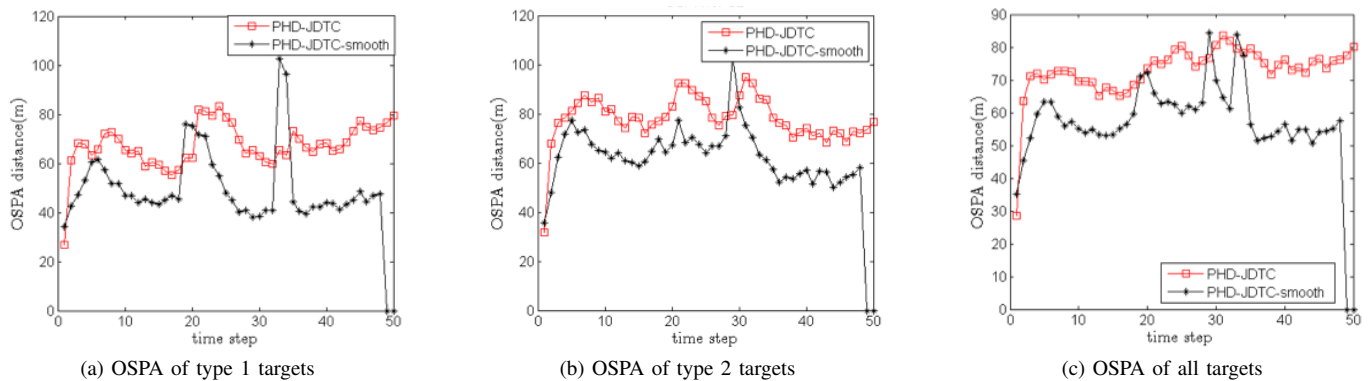 PHD-JDTC
PHD-JDTC-smooth
OSPA distance(m)
120
100
80
60
40
20
0
0 10 20 30 40 50
time step
(a) OSPA of type 1 targets
PHD-JDTC
PHD-JDTC-smooth
OSPA distance(m)
120
100
80
60
40
20
0
0 10 20 30 40 50
time step
(b) OSPA of type 2 targets
OSPA distance(m)
90
80
70
60
50
40
30
20
10
0
PHD-JDTC
PHD-JDTC-smooth
0 10 20 30 40 50
time step
(c) OSPA of all targets